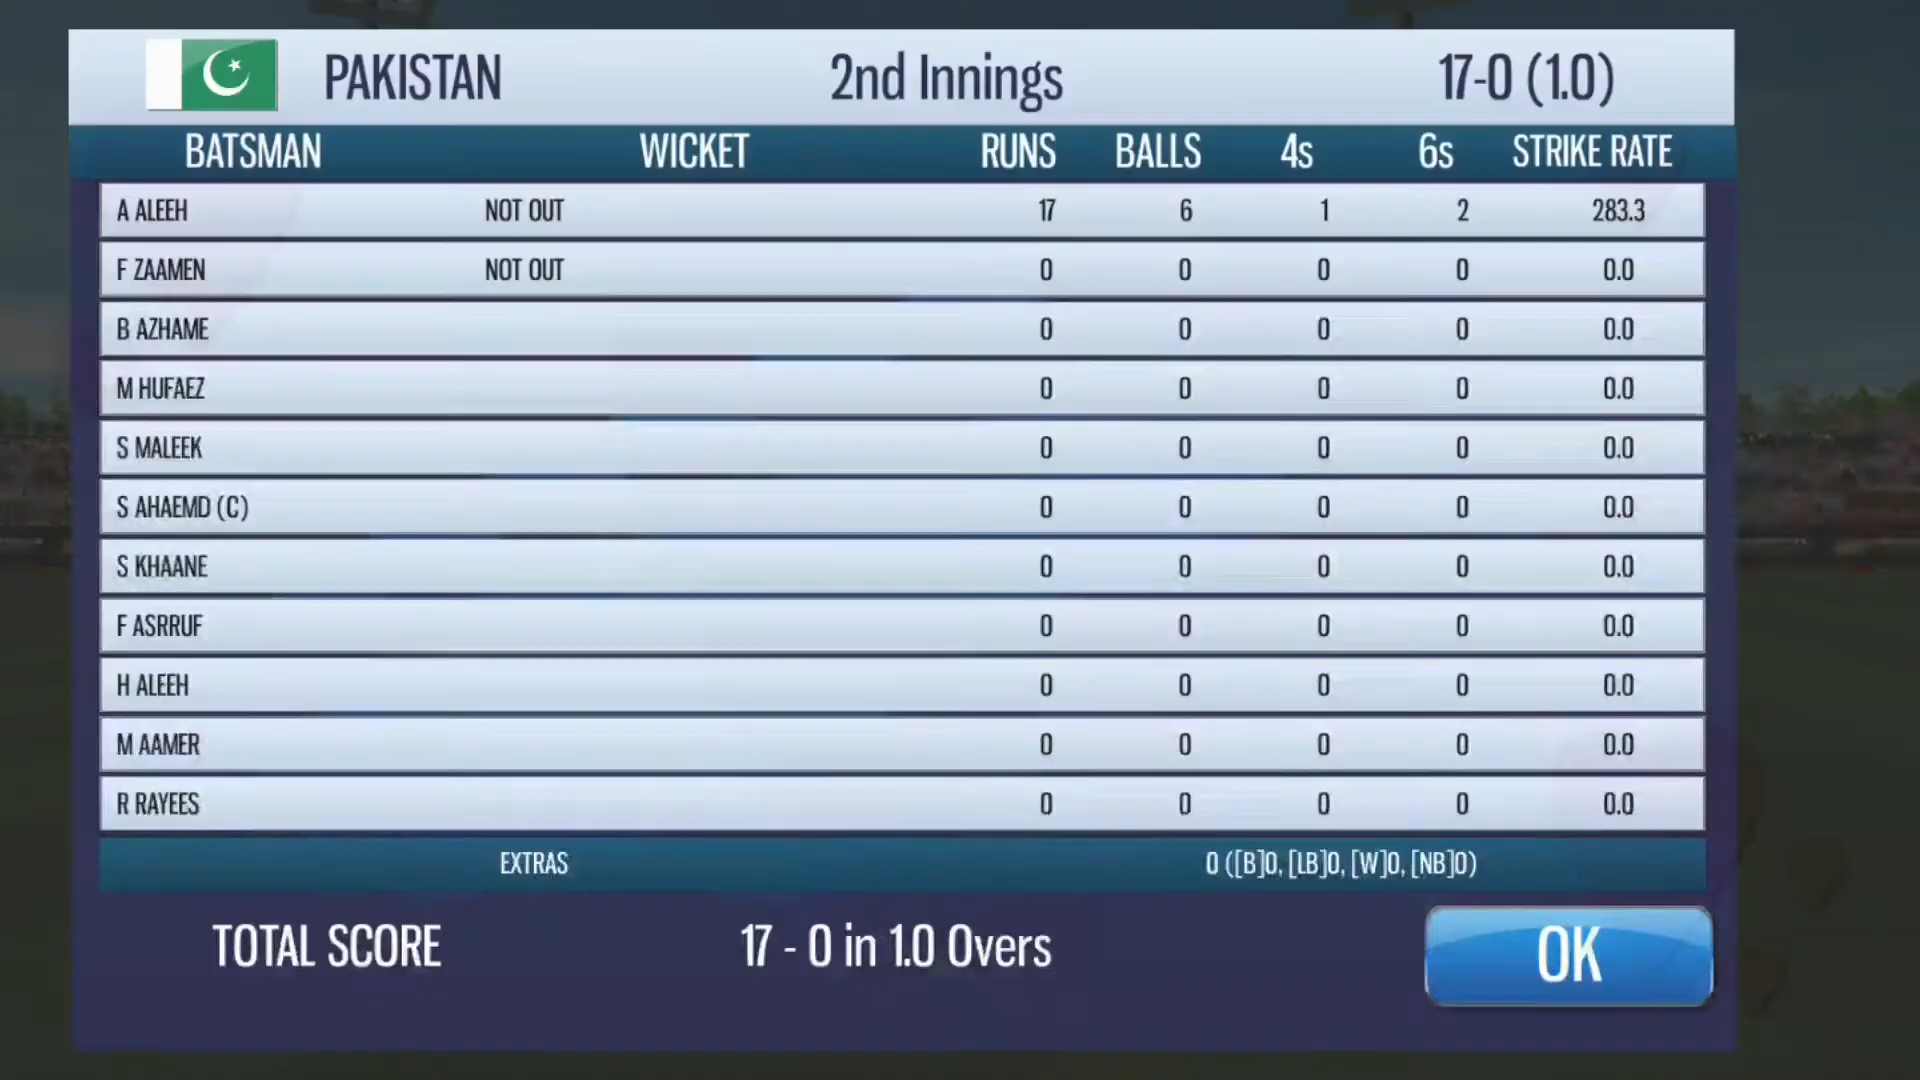 PAKISTAN 2nd Innings 17-0 (1.0)
BATSMAN WICKET RUNS BALLS 4s 6s STRIKE RATE
A ALEEH NOT OUT 17 6 1 2 283.3
F ZAAMEN NOT OUT 0 0 0 0 0.0
B AZHAME 0 0 0 0 0.0
M HUFAEZ 0 0 0 0 0.0
S MALEEK 0 0 0 0 0.0
S AHAEMD (C) 0 0 0 0 0.0
S KHAANE 0 0 0 0 0.0
F ASRRUF 0 0 0 0 0.0
H ALEEH 0 0 0 0 0.0
M AAMER 0 0 0 0 0.0
R RAYEES 0 0 0 0 0.0
EXTRAS 0 ([B]0, [LB]0, [W]0, [NB]0)
TOTAL SCORE 17 - 0 in 1.0 Overs
OK